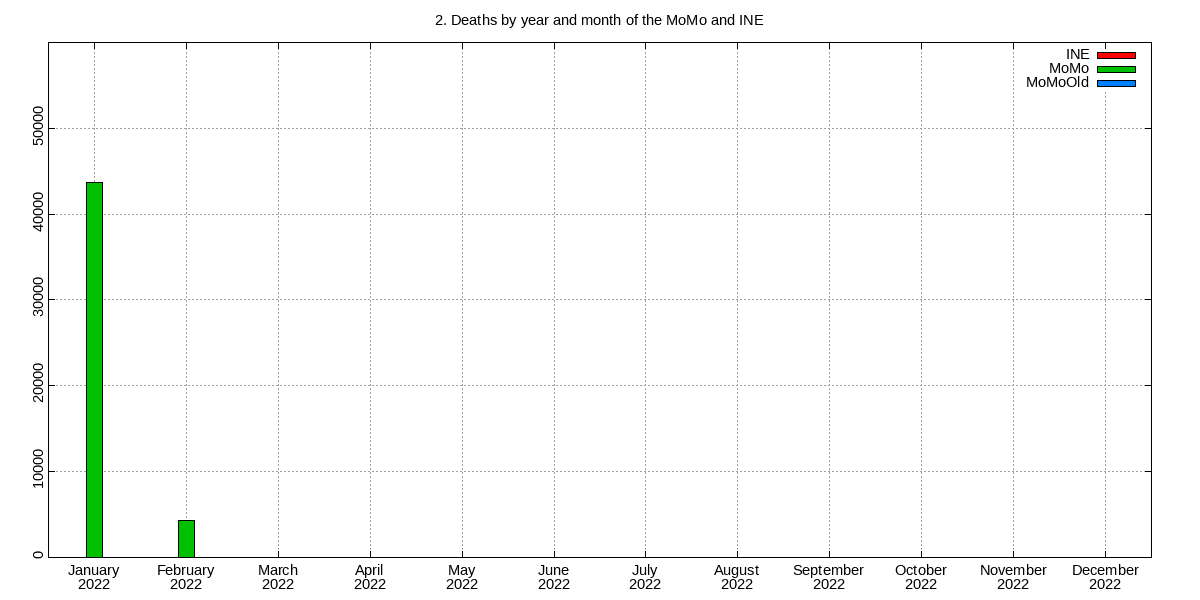 2. Deaths by year and month of the MoMo and INE
INE
MoMo
MoMoOld
50000
40000
30000
20000
10000
0
January February March April May June July August September October November December
2022 2022 2022 2022 2022 2022 2022 2022 2022 2022 2022 2022